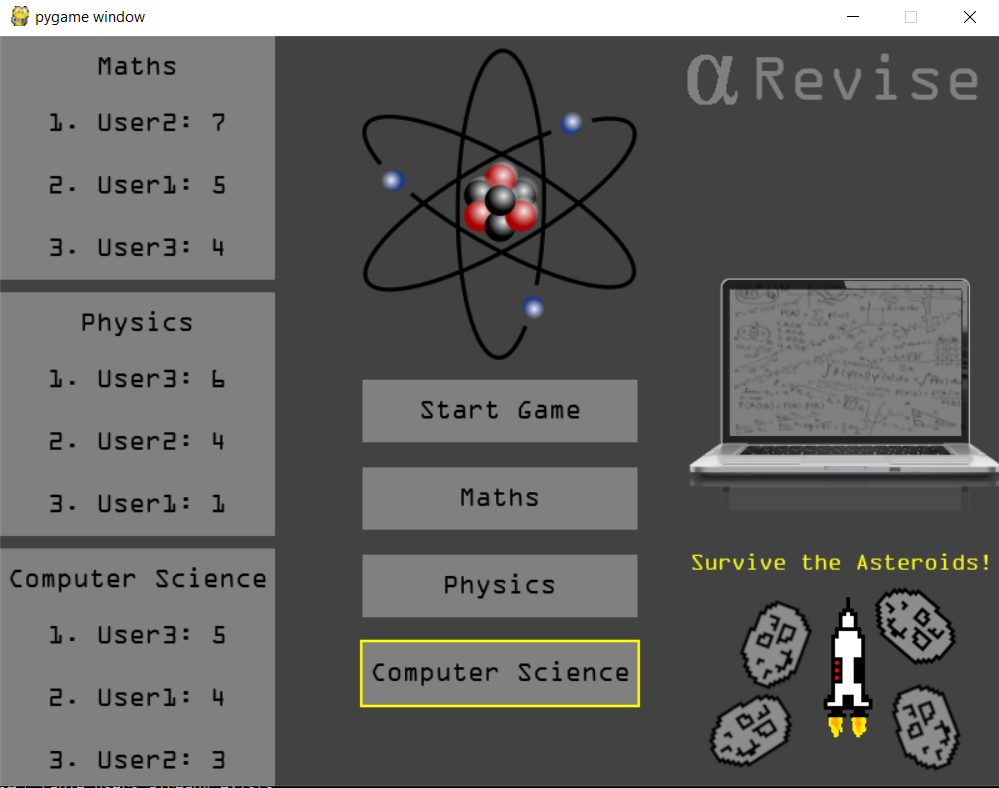 pygame window
Maths
1. User2: 7
2. User1: 5
3. User3: 4
Physics
1. User3: 6
2. User2: 4
3. User1: 1
Computer Science
1. User3: 5
2. User1: 4
3. User2: 3
Start Game
Maths
Physics
Computer Science
α Revise
Survive the Asteroids!